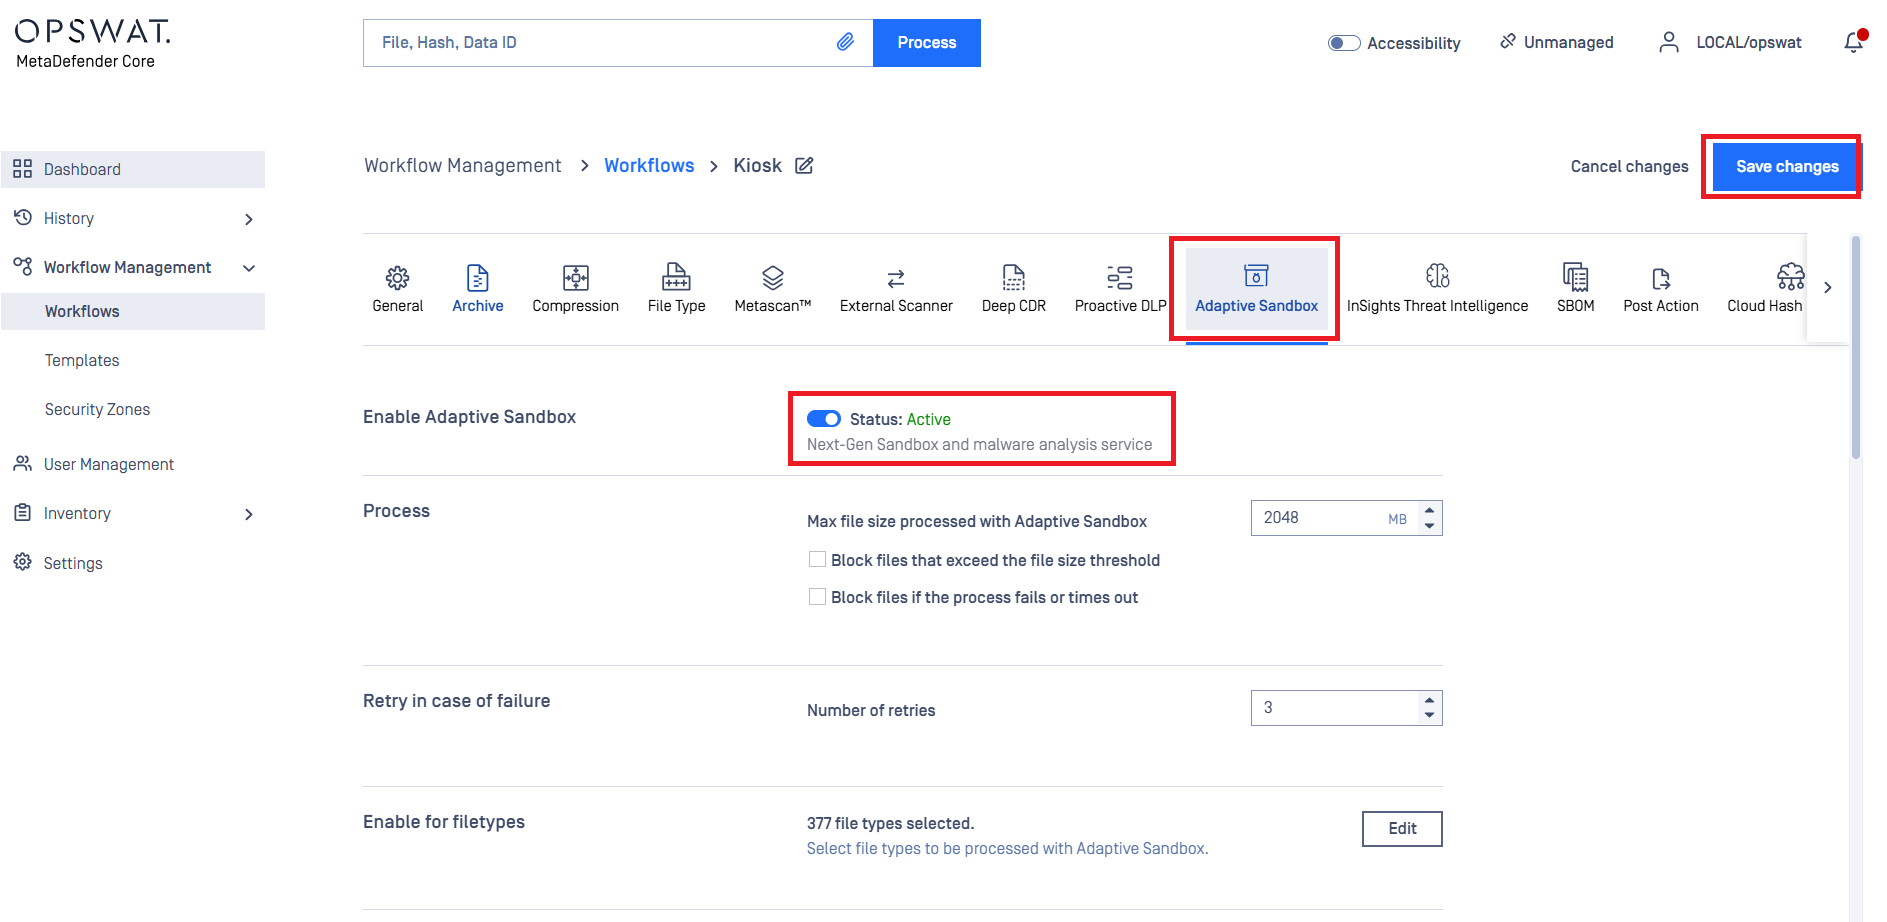 OPSWAT.
MetaDefender Core
File, Hash, Data ID
Process
Accessibility
Unmanaged
LOCAL/opswat
Dashboard
History
Workflow Management
Workflows
Templates
Security Zones
User Management
Inventory
Settings
Workflow Management > Workflows > Kiosk
Cancel changes
Save changes
General
Archive
Compression
File Type
Metascan™
External Scanner
Deep CDR
Proactive DLP
Adaptive Sandbox
InSights Threat Intelligence
SBOM
Post Action
Cloud Hash
Enable Adaptive Sandbox
Status: Active
Next-Gen Sandbox and malware analysis service
Process
Max file size processed with Adaptive Sandbox
2048 MB
Block files that exceed the file size threshold
Block files if the process fails or times out
Retry in case of failure
Number of retries
3
Enable for filetypes
377 file types selected.
Edit
Select file types to be processed with Adaptive Sandbox.